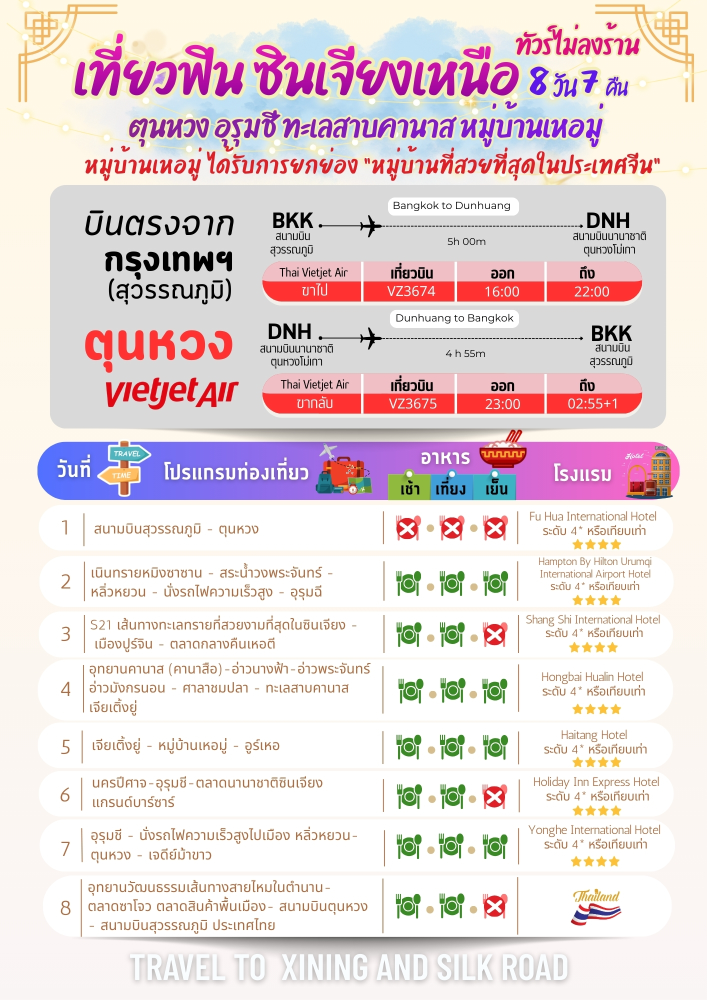 ทัวร์ไม่ลงร้าน
เที่ยวฟิน ซินเจียงเหนือ 8 วัน 7 คืน
ตุนหวง อุรุมชี ทะเลสาบคานาส หมู่บ้านเหอมู่
หมู่บ้านเหอมู่ ได้รับการยกย่อง "หมู่บ้านที่สวยที่สุดในประเทศจีน"
บินตรงจาก
กรุงเทพฯ
(สุวรรณภูมิ)
ตุนหวง
vietjet Air
Bangkok to Dunhuang
BKK
DNH
สนามบิน
สุวรรณภูมิ
5h 00m
สนามบินนานาชาติ
ตุนหวงโม่เกา
Thai Vietjet Air เที่ยวบิน ออก ถึง
ขาไป VZ3674 16:00 22:00
Dunhuang to Bangkok
DNH
BKK
สนามบินนานาชาติ
ตุนหวงโม่เกา
4 h 55m
สนามบิน
สุวรรณภูมิ
Thai Vietjet Air เที่ยวบิน ออก ถึง
ขากลับ VZ3675 23:00 02:55+1
วันที่
TRAVEL
TIME
โปรแกรมท่องเที่ยว
อาหาร
เช้า เที่ยง เย็น
โรงแรม
Hotel
1
สนามบินสุวรรณภูมิ - ตุนหวง
Fu Hua International Hotel
ระดับ 4* หรือเทียบเท่า
2
เนินทรายหมิงซาซาน - สระน้ำวงพระจันทร์ -
หลิ่วหยวน - นั่งรถไฟความเร็วสูง - อุรุมฉี
Hampton By Hilton Urumqi
International Airport Hotel
ระดับ 4* หรือเทียบเท่า
3
S21 เส้นทางทะเลทรายที่สวยงามที่สุดในซินเจียง -
เมืองปูร์จิน - ตลาดกลางคืนเหอตี
Shang Shi International Hotel
ระดับ 4* หรือเทียบเท่า
4
อุทยานคานาส (คานาสือ)-อ่าวนางฟ้า-อ่าวพระจันทร์
อ่าวมังกรนอน - ศาลาชมปลา - ทะเลสาบคานาส
เจียเติ้งยู่
Hongbai Hualin Hotel
ระดับ 4* หรือเทียบเท่า
5
เจียเติ้งยู่ - หมู่บ้านเหอมู่ - อูร์เหอ
Haitang Hotel
ระดับ 4* หรือเทียบเท่า
6
นครปีศาจ-อุรุมชี-ตลาดนานาชาติซินเจียง
แกรนด์บาร์ซาร์
Holiday Inn Express Hotel
ระดับ 4* หรือเทียบเท่า
7
อุรุมชี - นั่งรถไฟความเร็วสูงไปเมือง หลิ่วหยวน-
ตุนหวง - เจดีย์ม้าขาว
Yonghe International Hotel
ระดับ 4* หรือเทียบเท่า
8
อุทยานวัฒนธรรมเส้นทางสายไหมในตำนาน-
ตลาดซาโจว ตลาดสินค้าพื้นเมือง- สนามบินตุนหวง
- สนามบินสุวรรณภูมิ ประเทศไทย
Thailand
TRAVEL TO XINING AND SILK ROAD